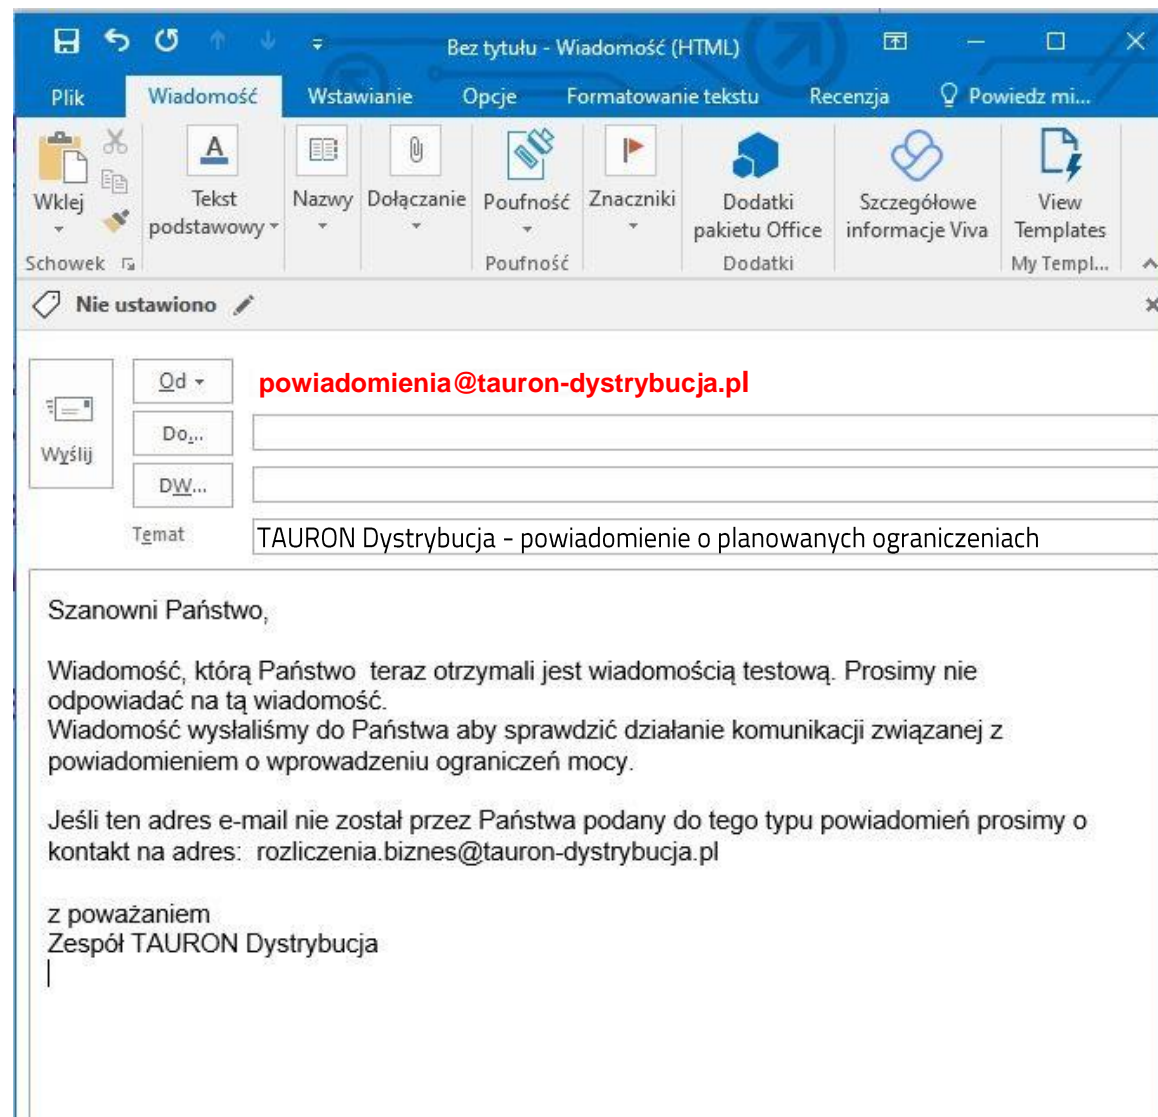 Bez tytułu - Wiadomość (HTML)
Plik Wiadomość Wstawianie Opcje Formatowanie tekstu Recenzja Powiedz mi...
Wklej Tekst podstawowy Nazwy Dołączanie Poufność Znaczniki Dodatki pakietu Office Szczegółowe informacje Viva View Templates
Schowek Poufność Dodatki My Templ...
Nie ustawiono
Wyślij
Od powiadomienia@tauron-dystrybucja.pl
Do...
DW...
Temat TAURON Dystrybucja - powiadomienie o planowanych ograniczeniach
Szanowni Państwo,
Wiadomość, którą Państwo  teraz otrzymali jest wiadomością testową. Prosimy nie
odpowiadać na tą wiadomość.
Wiadomość wysłaliśmy do Państwa aby sprawdzić działanie komunikacji związanej z
powiadomieniem o wprowadzeniu ograniczeń mocy.
Jeśli ten adres e-mail nie został przez Państwa podany do tego typu powiadomień prosimy o
kontakt na adres:  rozliczenia.biznes@tauron-dystrybucja.pl
z poważaniem
Zespół TAURON Dystrybucja